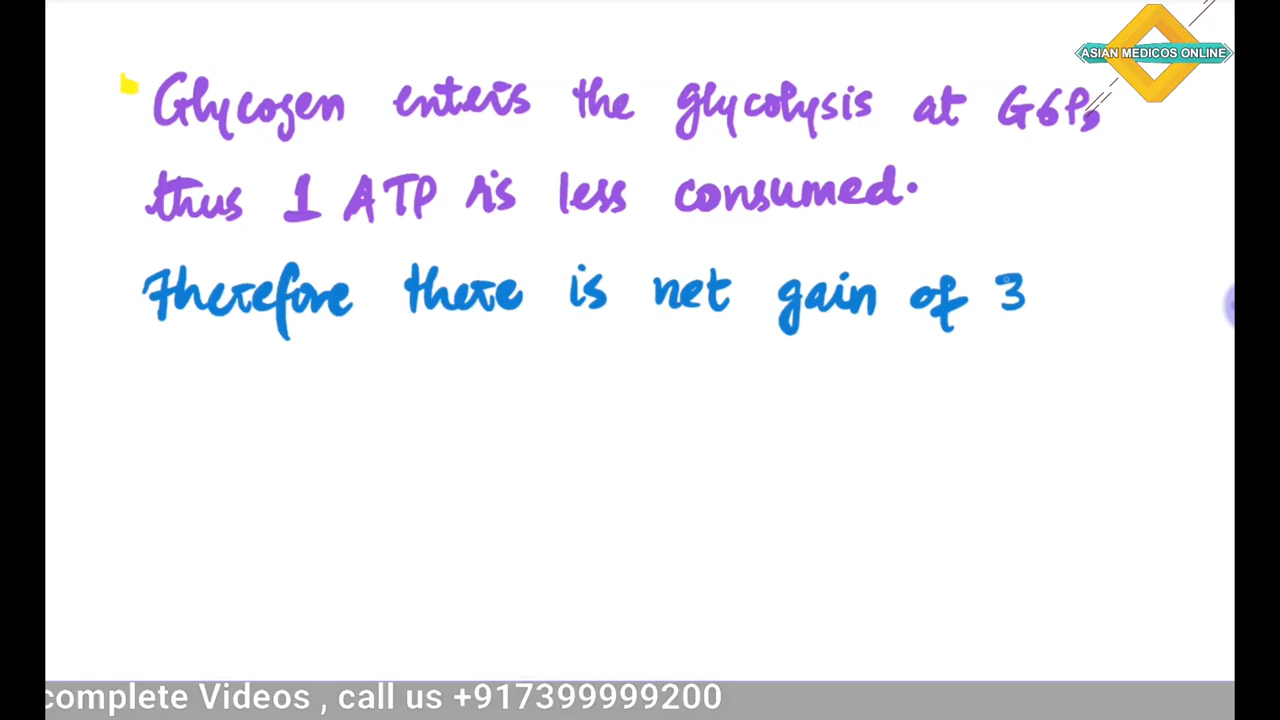 ASIAN MEDICOS ONLINE
Glycogen enters the glycolysis at G6P,
thus 1 ATP is less consumed.
Therefore there is net gain of 3
complete Videos , call us +917399999200